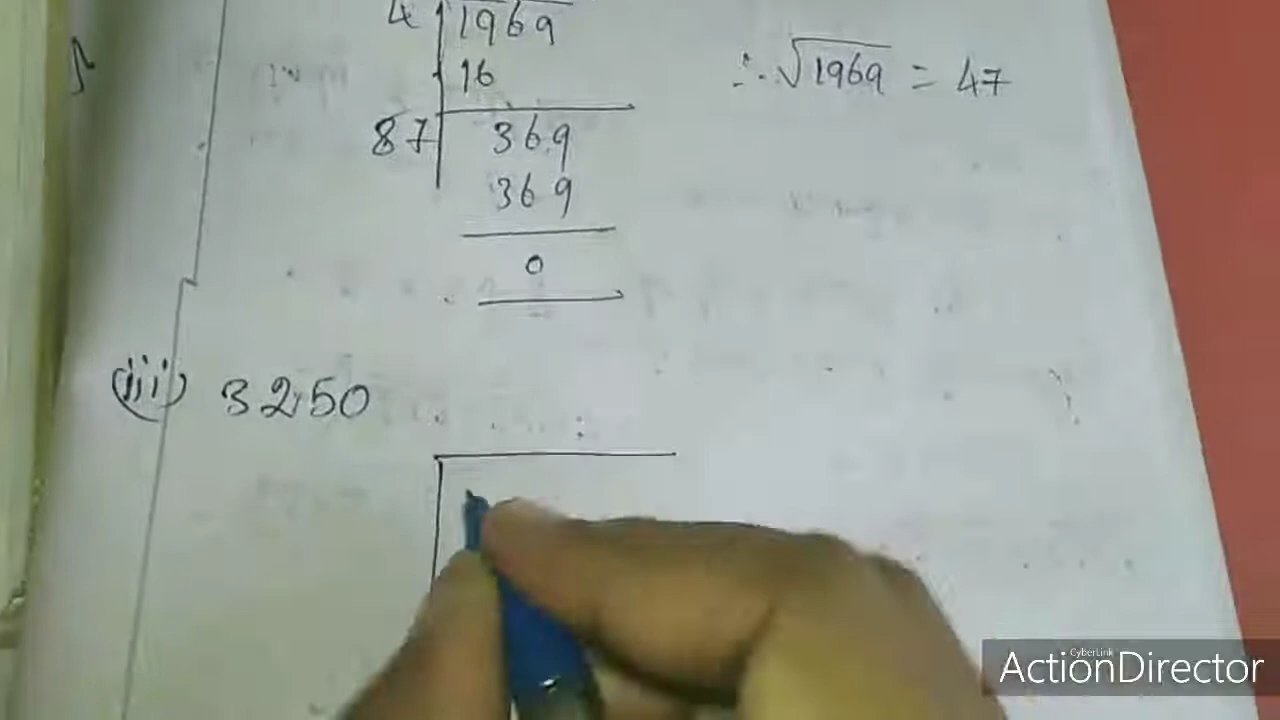 4 1969
16
∴ √1969 = 47
87 369
369
0
(iii) 3250
CyberLink
ActionDirector